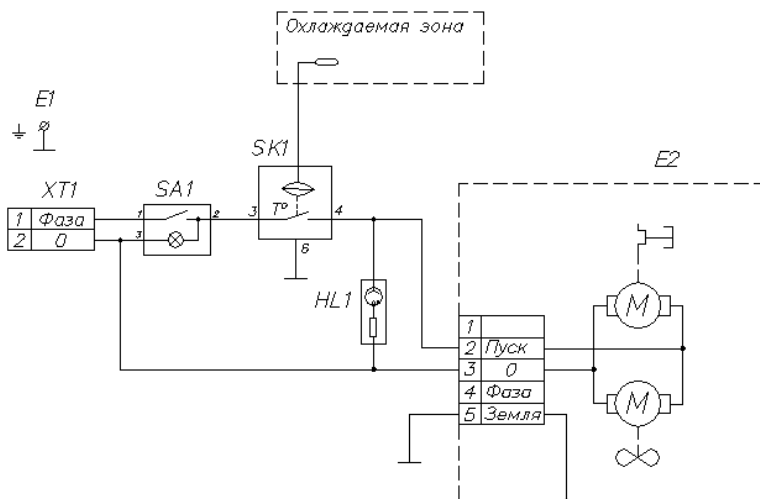 Охлаждаемая зона
E1
SK1
E2
XT1
SA1
1 Фаза
2 0
1
2
3
3
T°
4
6
HL1
1
2 Пуск
3 0
4 Фаза
5 Земля
M
M